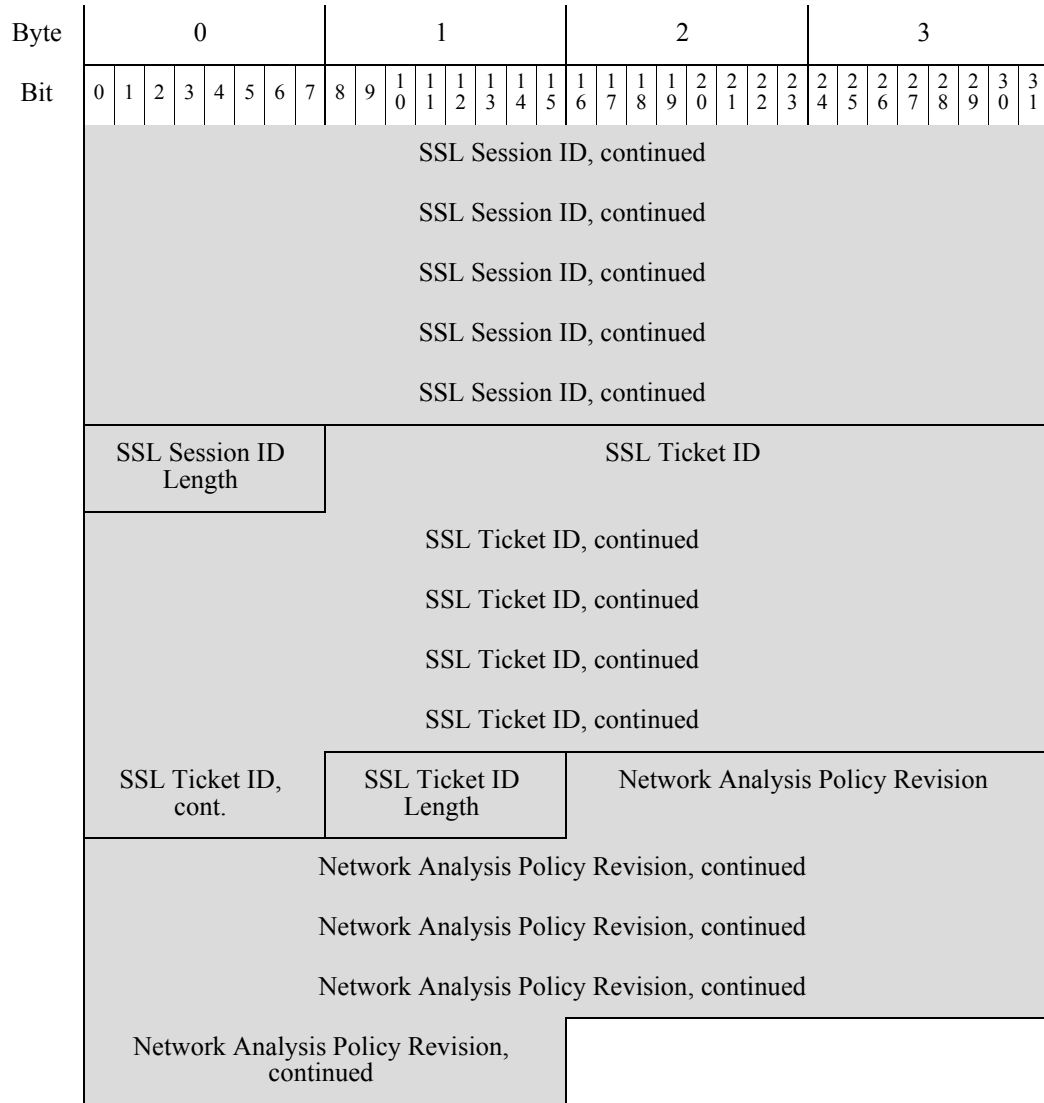 Byte 0 1 2 3
Bit 0 1 2 3 4 5 6 7 8 9 10 11 12 13 14 15 16 17 18 19 20 21 22 23 24 25 26 27 28 29 30 31
SSL Session ID, continued
SSL Session ID, continued
SSL Session ID, continued
SSL Session ID, continued
SSL Session ID, continued
SSL Session ID
Length
SSL Ticket ID
SSL Ticket ID, continued
SSL Ticket ID, continued
SSL Ticket ID, continued
SSL Ticket ID, continued
SSL Ticket ID,
cont.
SSL Ticket ID
Length
Network Analysis Policy Revision
Network Analysis Policy Revision, continued
Network Analysis Policy Revision, continued
Network Analysis Policy Revision, continued
Network Analysis Policy Revision,
continued